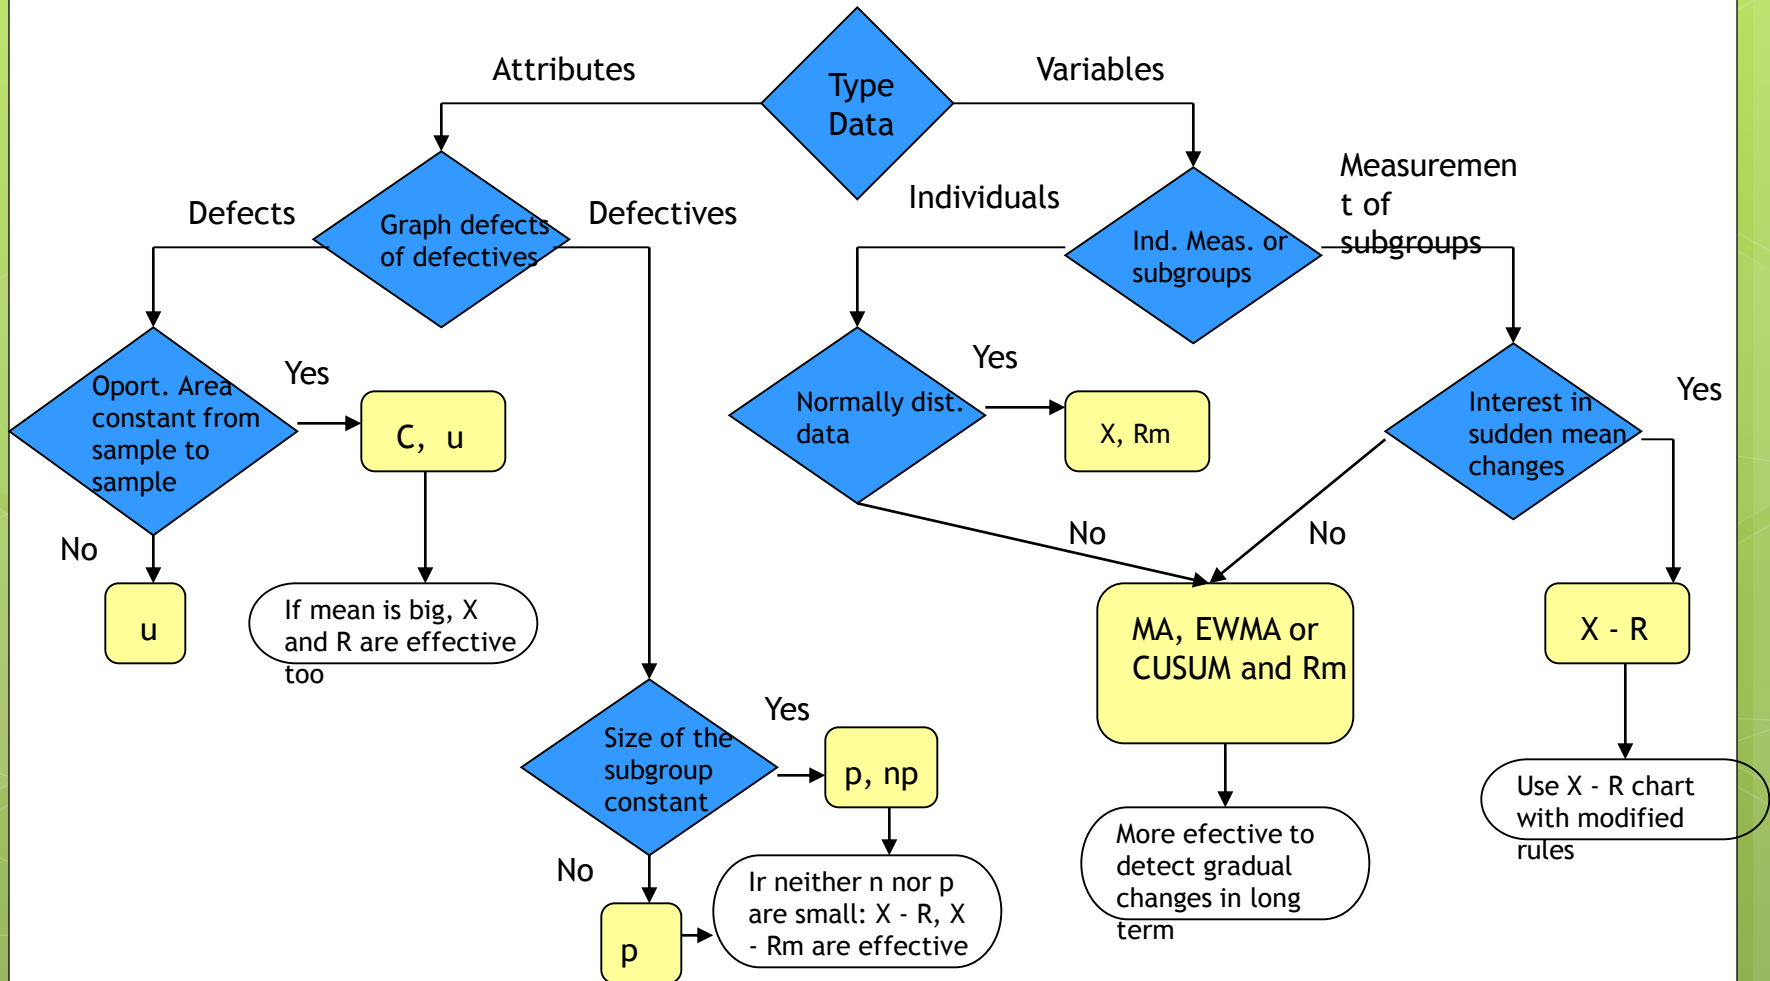 Attributes
Type
Data
Variables
Measuremen
t of
subgroups
Individuals
Defects
Graph defects
of defectives
Defectives
Ind. Meas. or
subgroups
Oport. Area
constant from
sample to
sample
Yes
C, u
Normally dist.
data
Yes
X, Rm
Interest in
sudden mean
changes
Yes
No
No
No
u
If mean is big, X
and R are effective
too
MA, EWMA or
CUSUM and Rm
X - R
Size of the
subgroup
constant
Yes
p, np
Use X - R chart
with modified
rules
More efective to
detect gradual
changes in long
term
No
p
Ir neither n nor p
are small: X - R, X
- Rm are effective